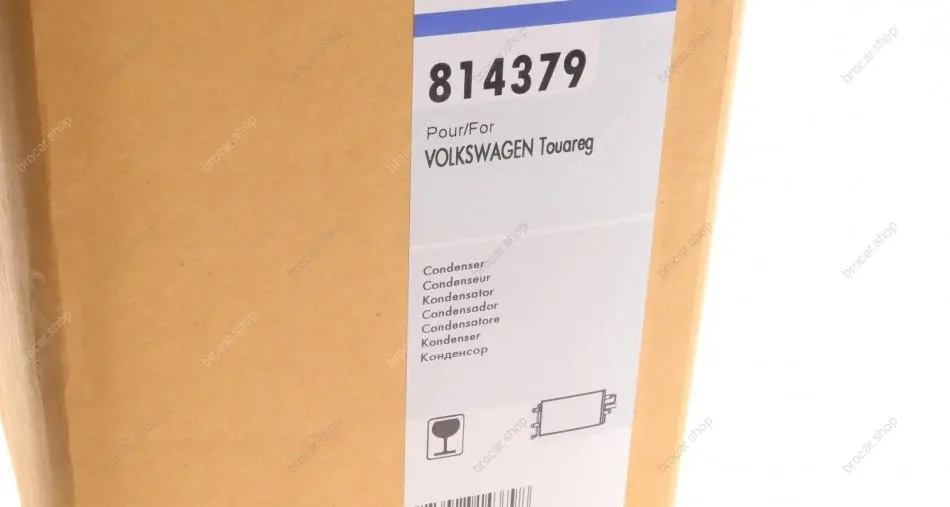 814379
Pour/For
VOLKSWAGEN Touareg
Condenser
Condenseur
Kondensator
Condensador
Condensatore
Kondenser
Конденсор
brocar.shop